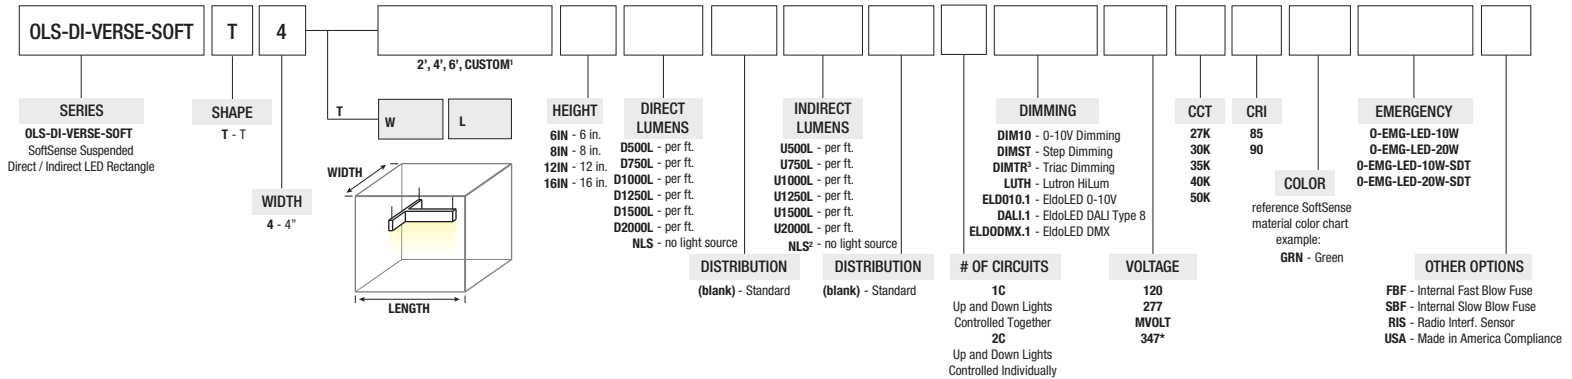 OLS-DI-VERSE-SOFT T 4
2’, 4’, 6’, CUSTOM¹
SERIES
OLS-DI-VERSE-SOFT
SoftSense Suspended
Direct / Indirect LED Rectangle
SHAPE
T - T
WIDTH
4 - 4”
T
W
L
WIDTH
LENGTH
HEIGHT
6IN - 6 in.
8IN - 8 in.
12IN - 12 in.
16IN - 16 in.
DIRECT
LUMENS
D500L - per ft.
D750L - per ft.
D1000L - per ft.
D1250L - per ft.
D1500L - per ft.
D2000L - per ft.
NLS - no light source
DISTRIBUTION
(blank) - Standard
INDIRECT
LUMENS
U500L - per ft.
U750L - per ft.
U1000L - per ft.
U1250L - per ft.
U1500L - per ft.
U2000L - per ft.
NLS² - no light source
DISTRIBUTION
(blank) - Standard
# OF CIRCUITS
1C
Up and Down Lights
Controlled Together
2C
Up and Down Lights
Controlled Individually
DIMMING
DIM10 - 0-10V Dimming
DIMST - Step Dimming
DIMTR³ - Triac Dimming
LUTH - Lutron HiLum
ELD010.1 - EldoLED 0-10V
DALI.1 - EldoLED DALI Type 8
ELDODMX.1 - EldoLED DMX
VOLTAGE
120
277
MVOLT
347*
CCT
27K
30K
35K
40K
50K
CRI
85
90
COLOR
reference SoftSense
material color chart
example:
GRN - Green
EMERGENCY
0-EMG-LED-10W
0-EMG-LED-20W
0-EMG-LED-10W-SDT
0-EMG-LED-20W-SDT
OTHER OPTIONS
FBF - Internal Fast Blow Fuse
SBF - Internal Slow Blow Fuse
RIS - Radio Interf. Sensor
USA - Made in America Compliance